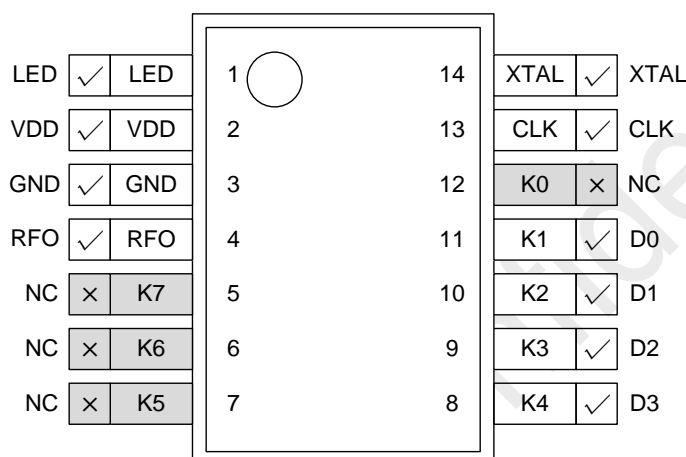 LED ✓ LED 1 14 XTAL ✓ XTAL
VDD ✓ VDD 2 13 CLK ✓ CLK
GND ✓ GND 3 12 K0 × NC
RFO ✓ RFO 4 11 K1 ✓ D0
NC × K7 5 10 K2 ✓ D1
NC × K6 6 9 K3 ✓ D2
NC × K5 7 8 K4 ✓ D3